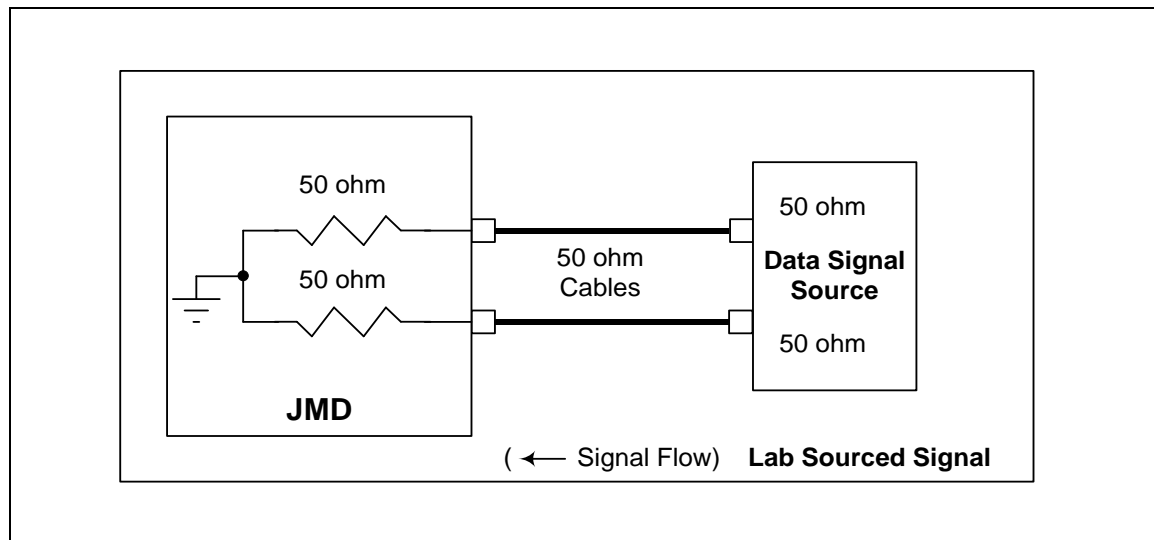 50 ohm
50 ohm
JMD
50 ohm
Cables
50 ohm
Data Signal
Source
50 ohm
( ← Signal Flow) Lab Sourced Signal